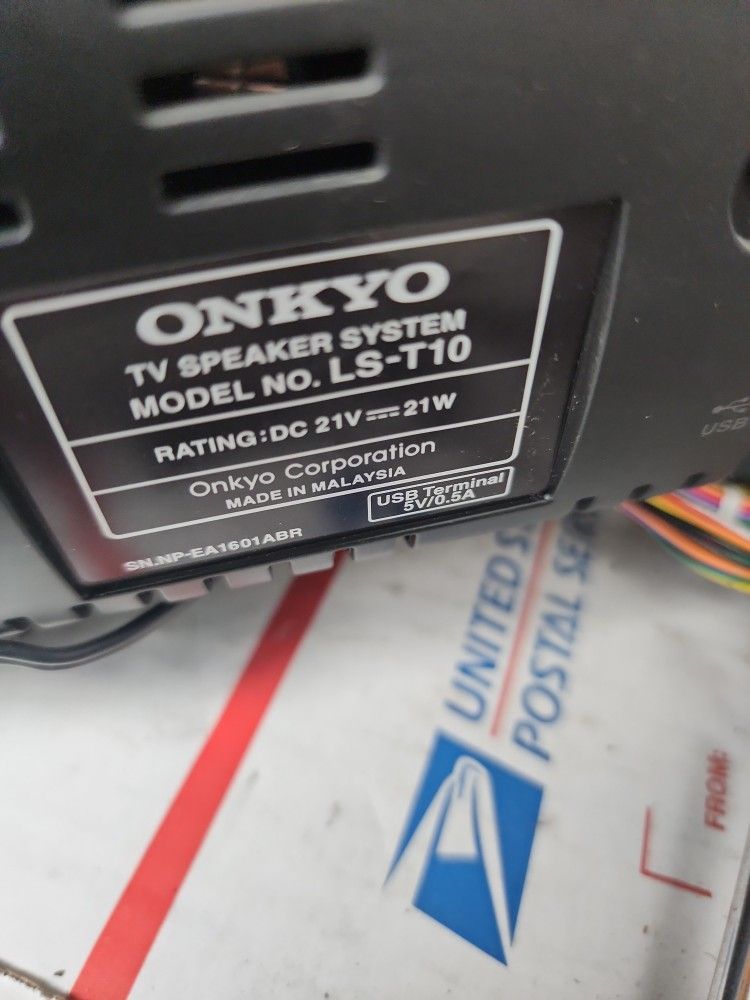 ONKYO
TV SPEAKER SYSTEM
MODEL NO. LS-T10
RATING: DC 21V ⎓ 21W
Onkyo Corporation
MADE IN MALAYSIA
USB Terminal
5V/0.5A
SN.NP-EA1601ABR
USB
UNITED S
POSTAL SE
FROM: